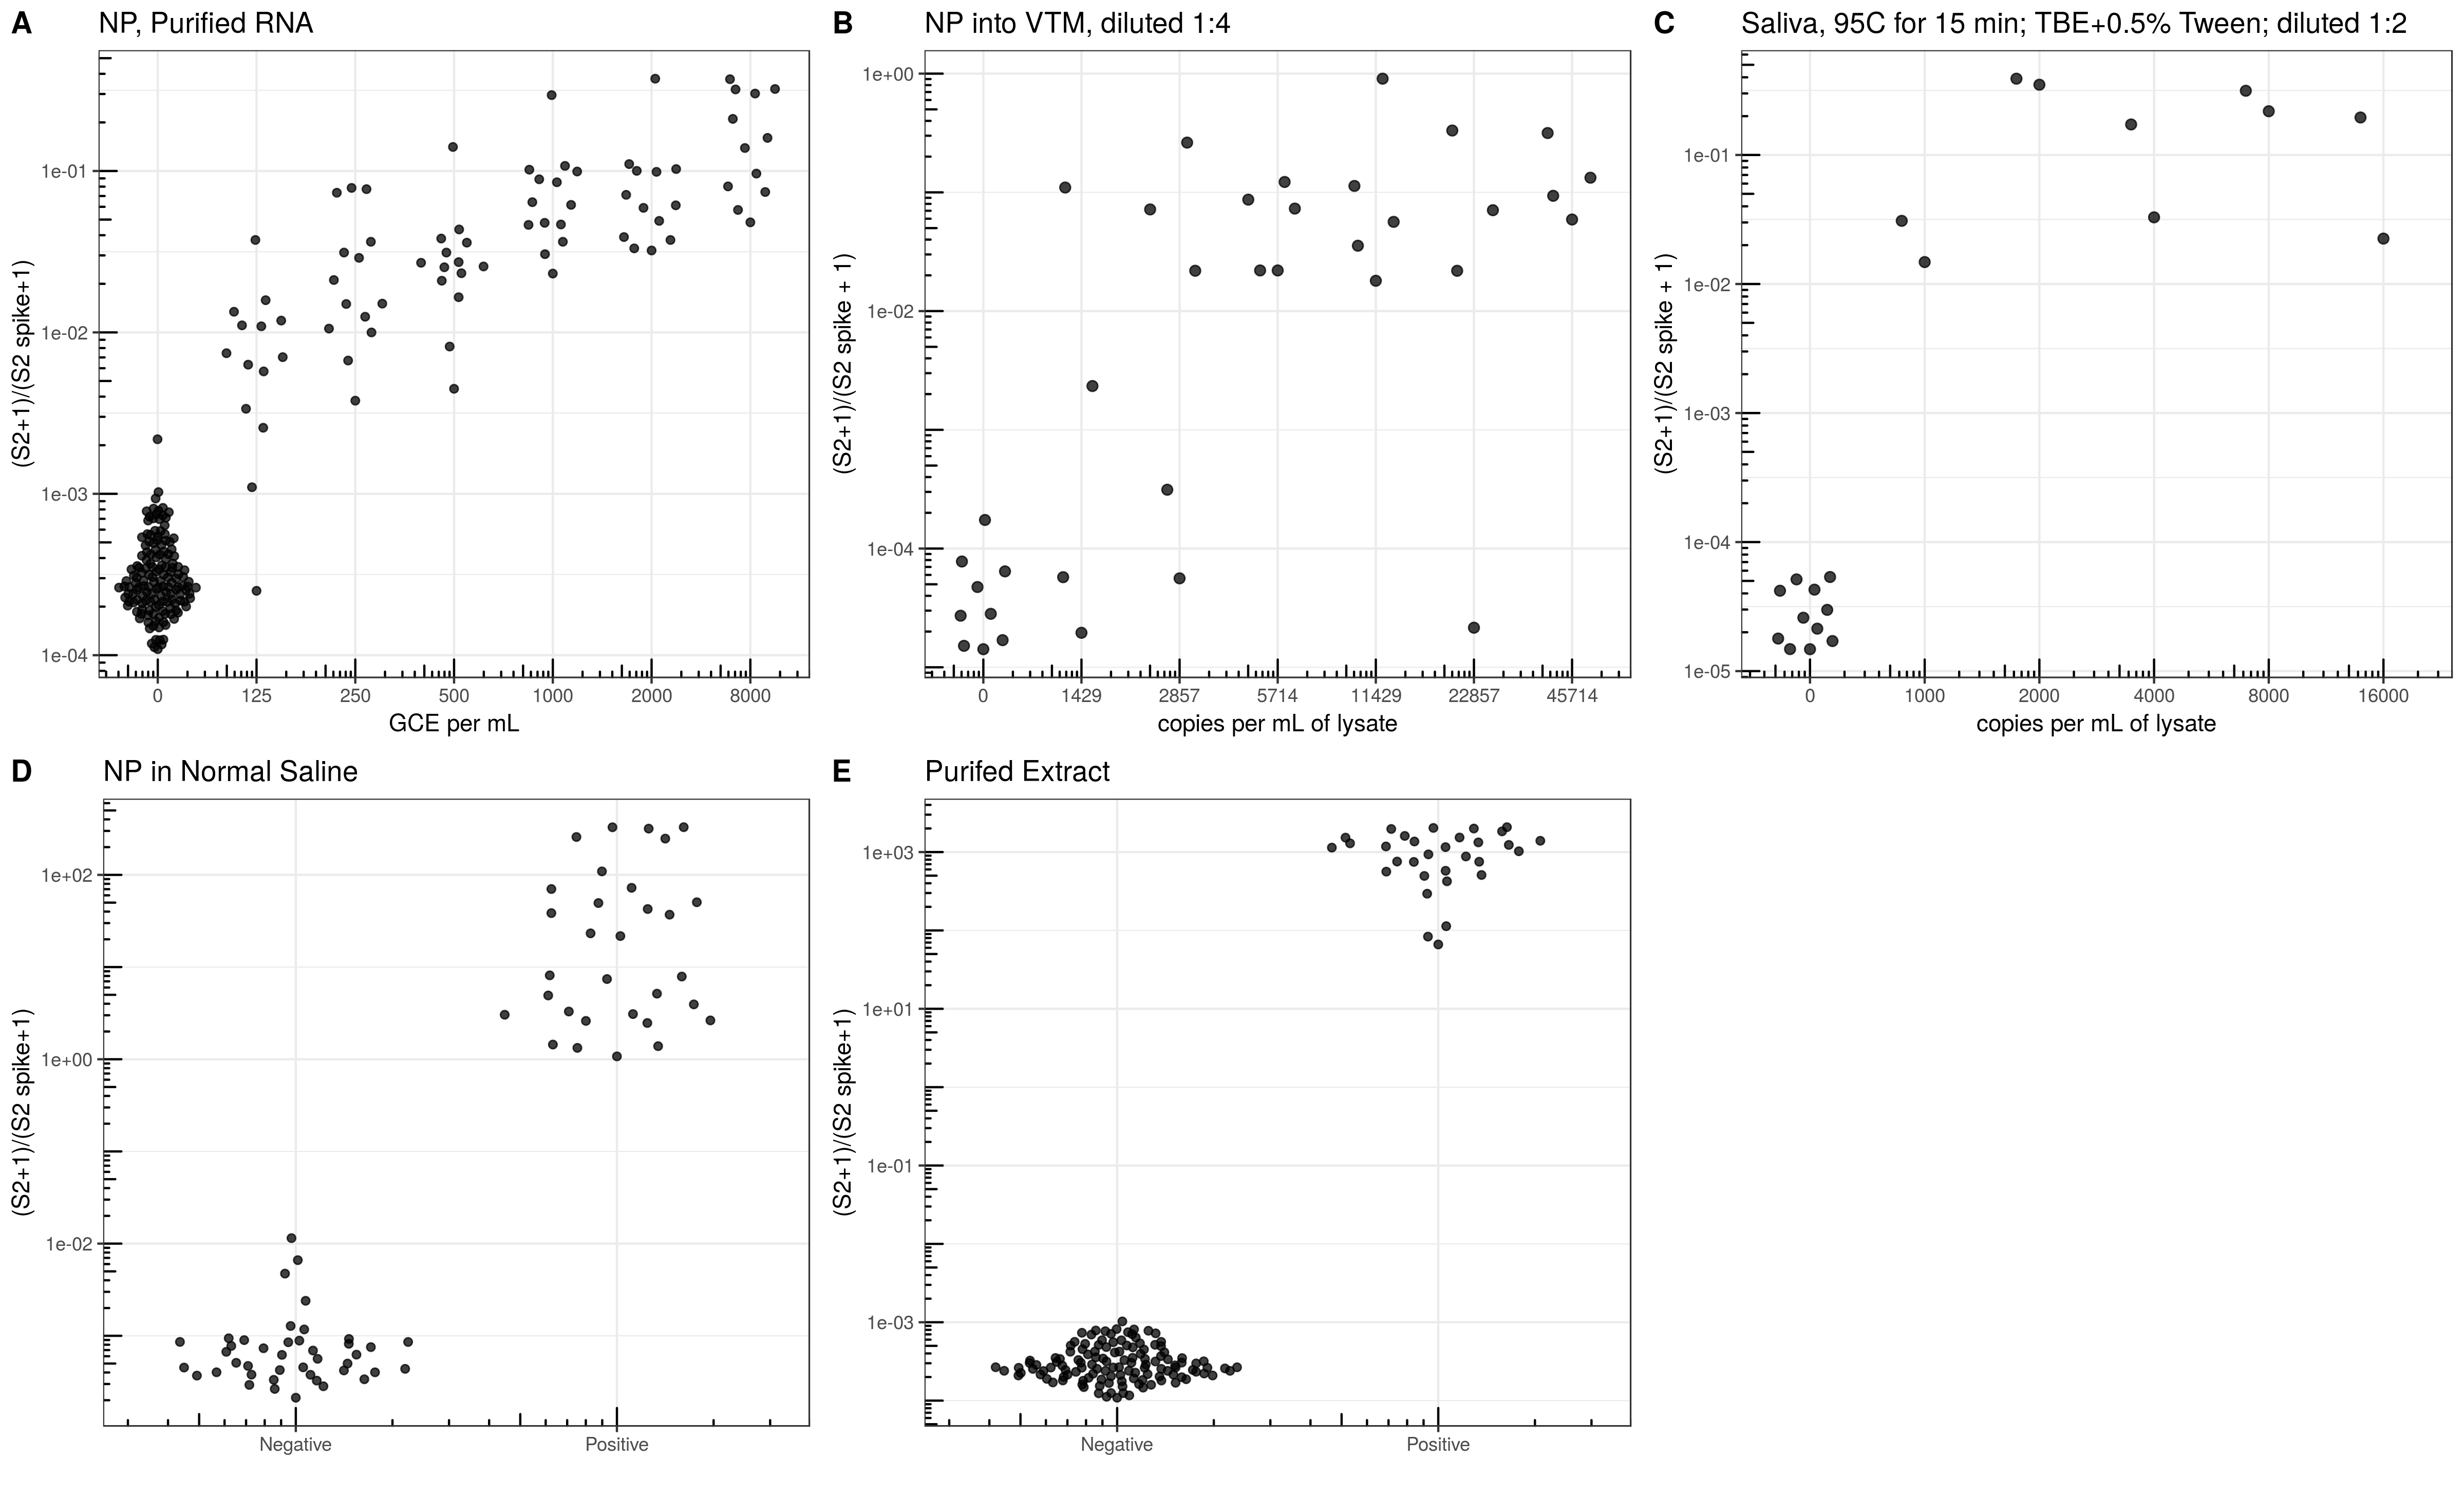 A NP, Purified RNA
(S2+1)/(S2 spike+1)
1e-01
1e-02
1e-03
1e-04
0 125 250 500 1000 2000 8000
GCE per mL
B NP into VTM, diluted 1:4
(S2+1)/(S2 spike + 1)
1e+00
1e-02
1e-04
0 1429 2857 5714 11429 22857 45714
copies per mL of lysate
C Saliva, 95C for 15 min; TBE+0.5% Tween; diluted 1:2
(S2+1)/(S2 spike + 1)
1e-01
1e-02
1e-03
1e-04
1e-05
0 1000 2000 4000 8000 16000
copies per mL of lysate
D NP in Normal Saline
(S2+1)/(S2 spike+1)
1e+02
1e+00
1e-02
Negative Positive
E Purifed Extract
(S2+1)/(S2 spike+1)
1e+03
1e+01
1e-01
1e-03
Negative Positive